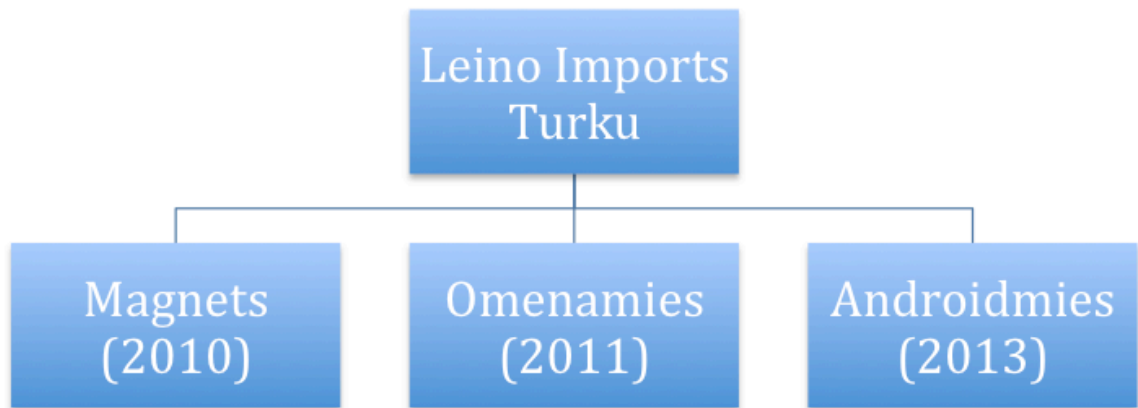 Leino Imports
Turku
Magnets
(2010)
Omenamies
(2011)
Androidmies
(2013)